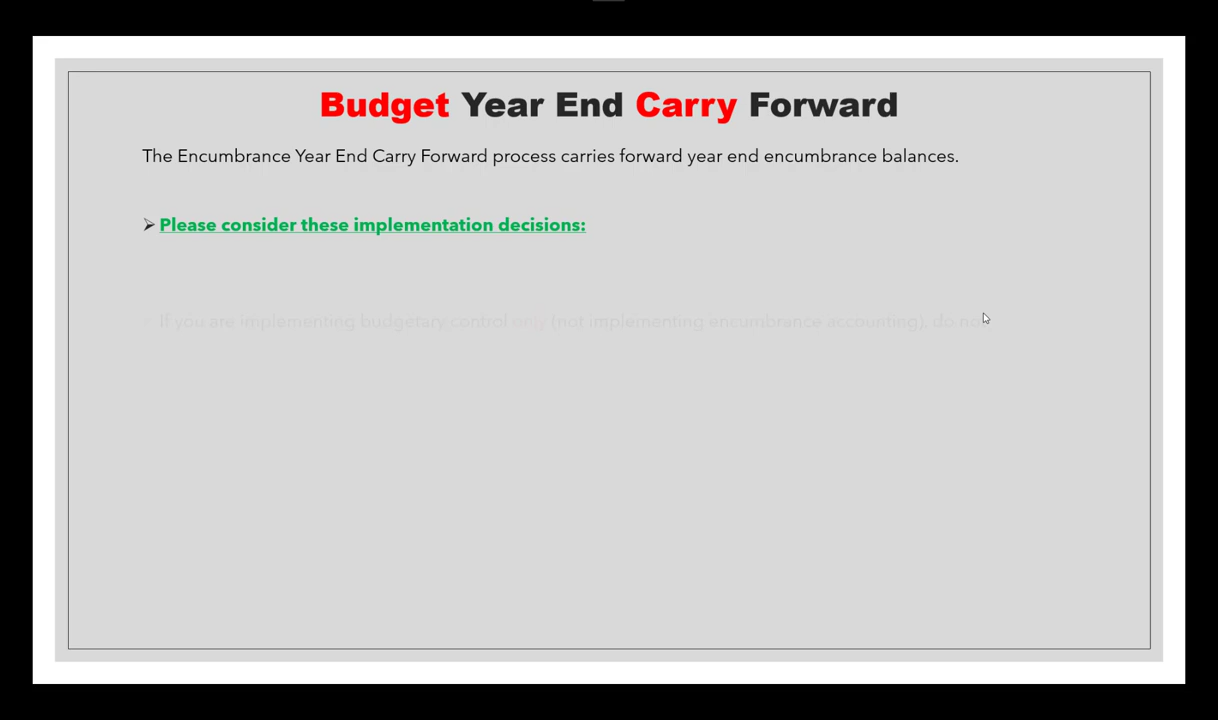 Budget Year End Carry Forward
The Encumbrance Year End Carry Forward process carries forward year end encumbrance balances.
➢ Please consider these implementation decisions:
If you are implementing budgetary control only (not implementing encumbrance accounting), do not